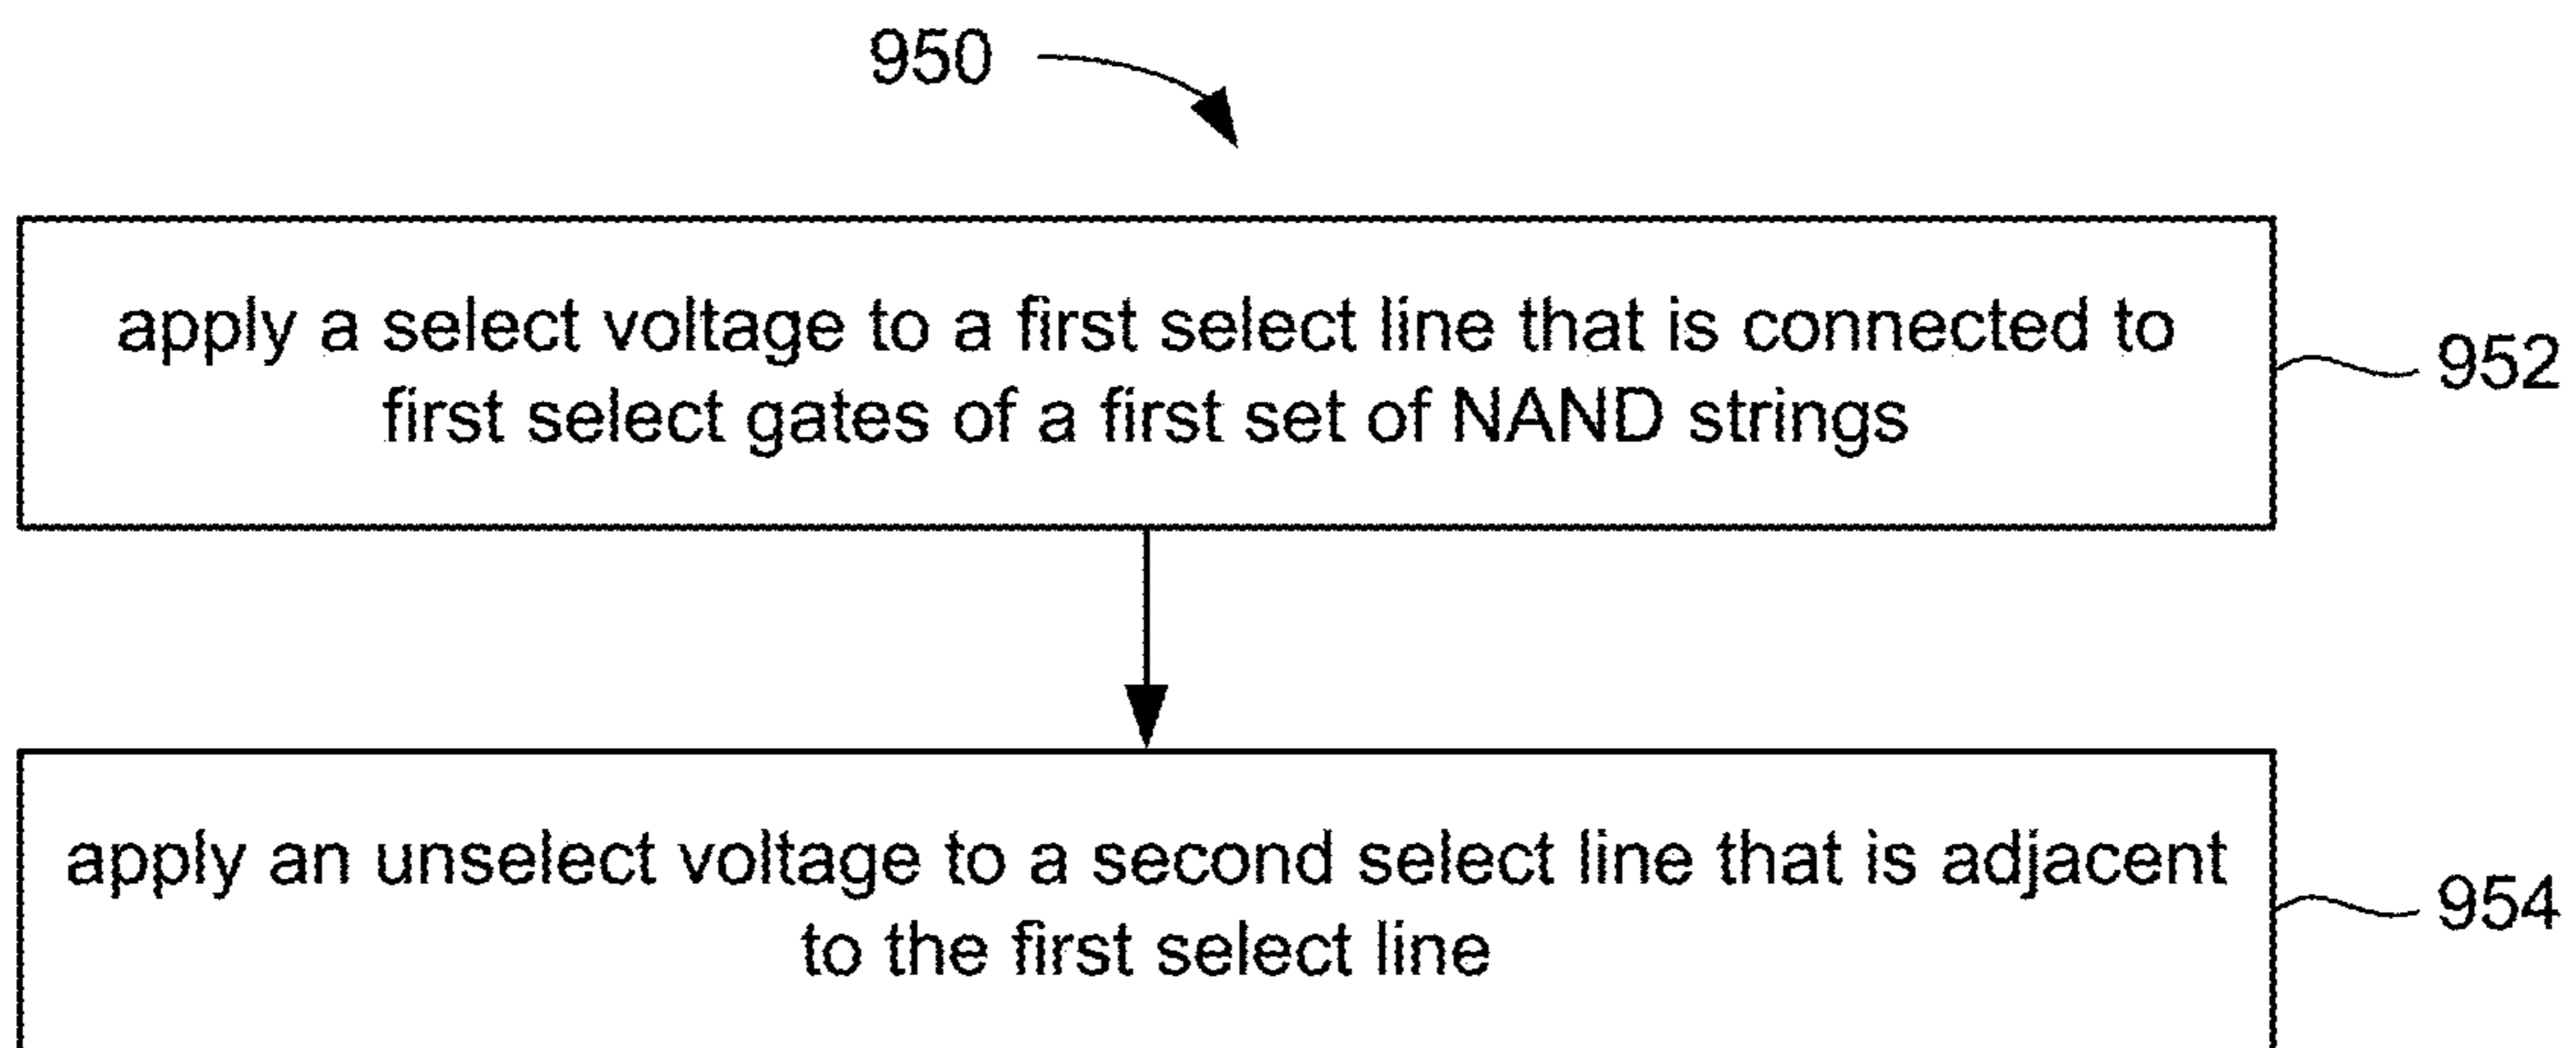 950
apply a select voltage to a first select line that is connected to
first select gates of a first set of NAND strings
952
apply an unselect voltage to a second select line that is adjacent
to the first select line
954